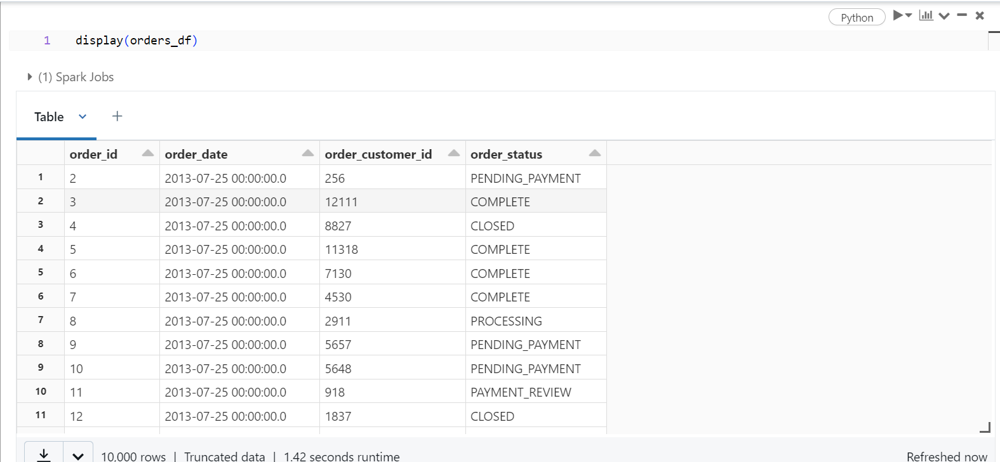 Python
1 display(orders_df)
(1) Spark Jobs
Table +
order_id order_date order_customer_id order_status
1 2 2013-07-25 00:00:00.0 256 PENDING_PAYMENT
2 3 2013-07-25 00:00:00.0 12111 COMPLETE
3 4 2013-07-25 00:00:00.0 8827 CLOSED
4 5 2013-07-25 00:00:00.0 11318 COMPLETE
5 6 2013-07-25 00:00:00.0 7130 COMPLETE
6 7 2013-07-25 00:00:00.0 4530 COMPLETE
7 8 2013-07-25 00:00:00.0 2911 PROCESSING
8 9 2013-07-25 00:00:00.0 5657 PENDING_PAYMENT
9 10 2013-07-25 00:00:00.0 5648 PENDING_PAYMENT
10 11 2013-07-25 00:00:00.0 918 PAYMENT_REVIEW
11 12 2013-07-25 00:00:00.0 1837 CLOSED
10,000 rows | Truncated data | 1.42 seconds runtime Refreshed now